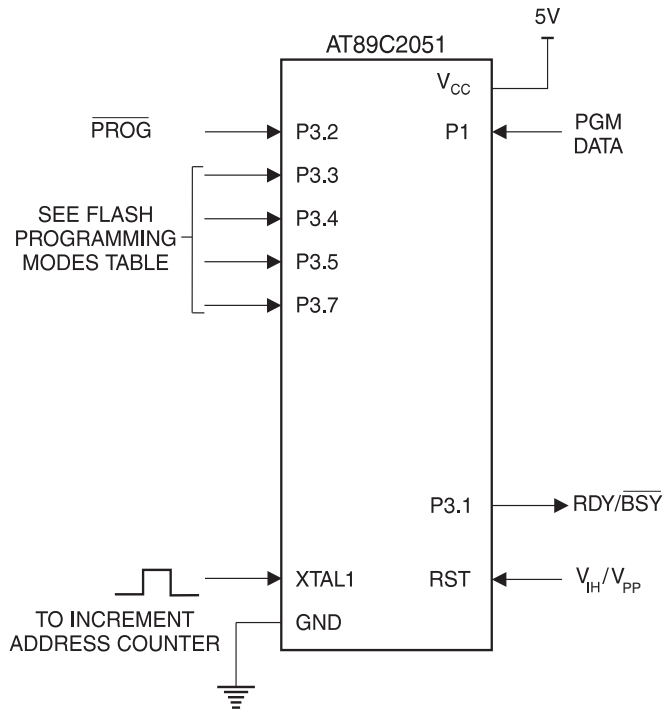 5V
AT89C2051
VCC
PROG
P3.2
P1
PGM
DATA
P3.3
SEE FLASH
PROGRAMMING
MODES TABLE
P3.4
P3.5
P3.7
P3.1
RDY/BSY
XTAL1
RST
VIH/VPP
TO INCREMENT
ADDRESS COUNTER
GND